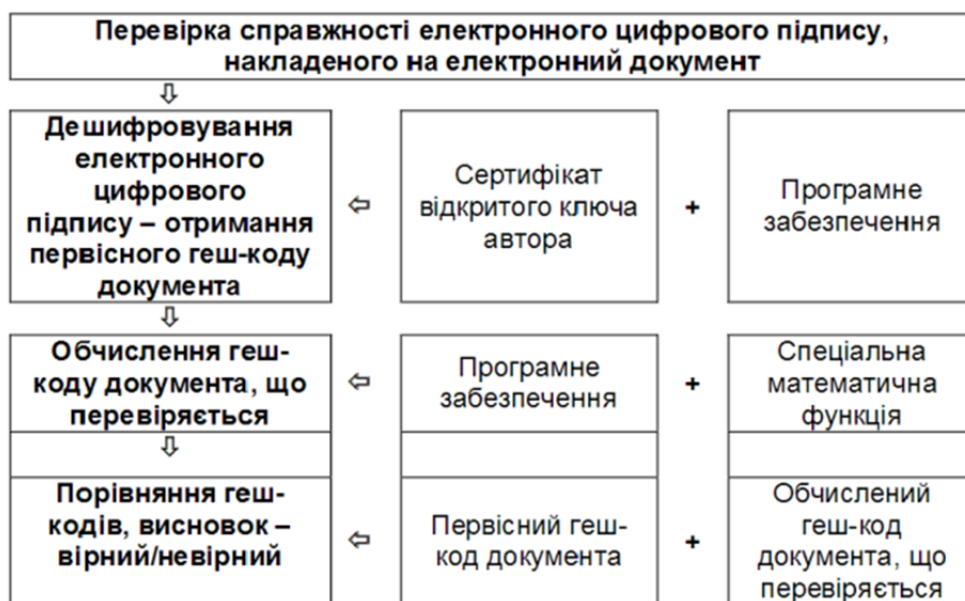 Перевірка справжності електронного цифрового підпису,
накладеного на електронний документ
⇩
Дешифровування
електронного
цифрового
підпису – отримання
первісного геш-коду
документа
⇦
Сертифікат
відкритого ключа
автора
+
Програмне
забезпечення
⇩
Обчислення геш-
коду документа, що
перевіряється
⇦
Програмне
забезпечення
+
Спеціальна
математична
функція
⇩
Порівняння геш-
кодів, висновок –
вірний/невірний
⇦
Первісний геш-
код документа
+
Обчислений
геш-код
документа, що
перевіряється